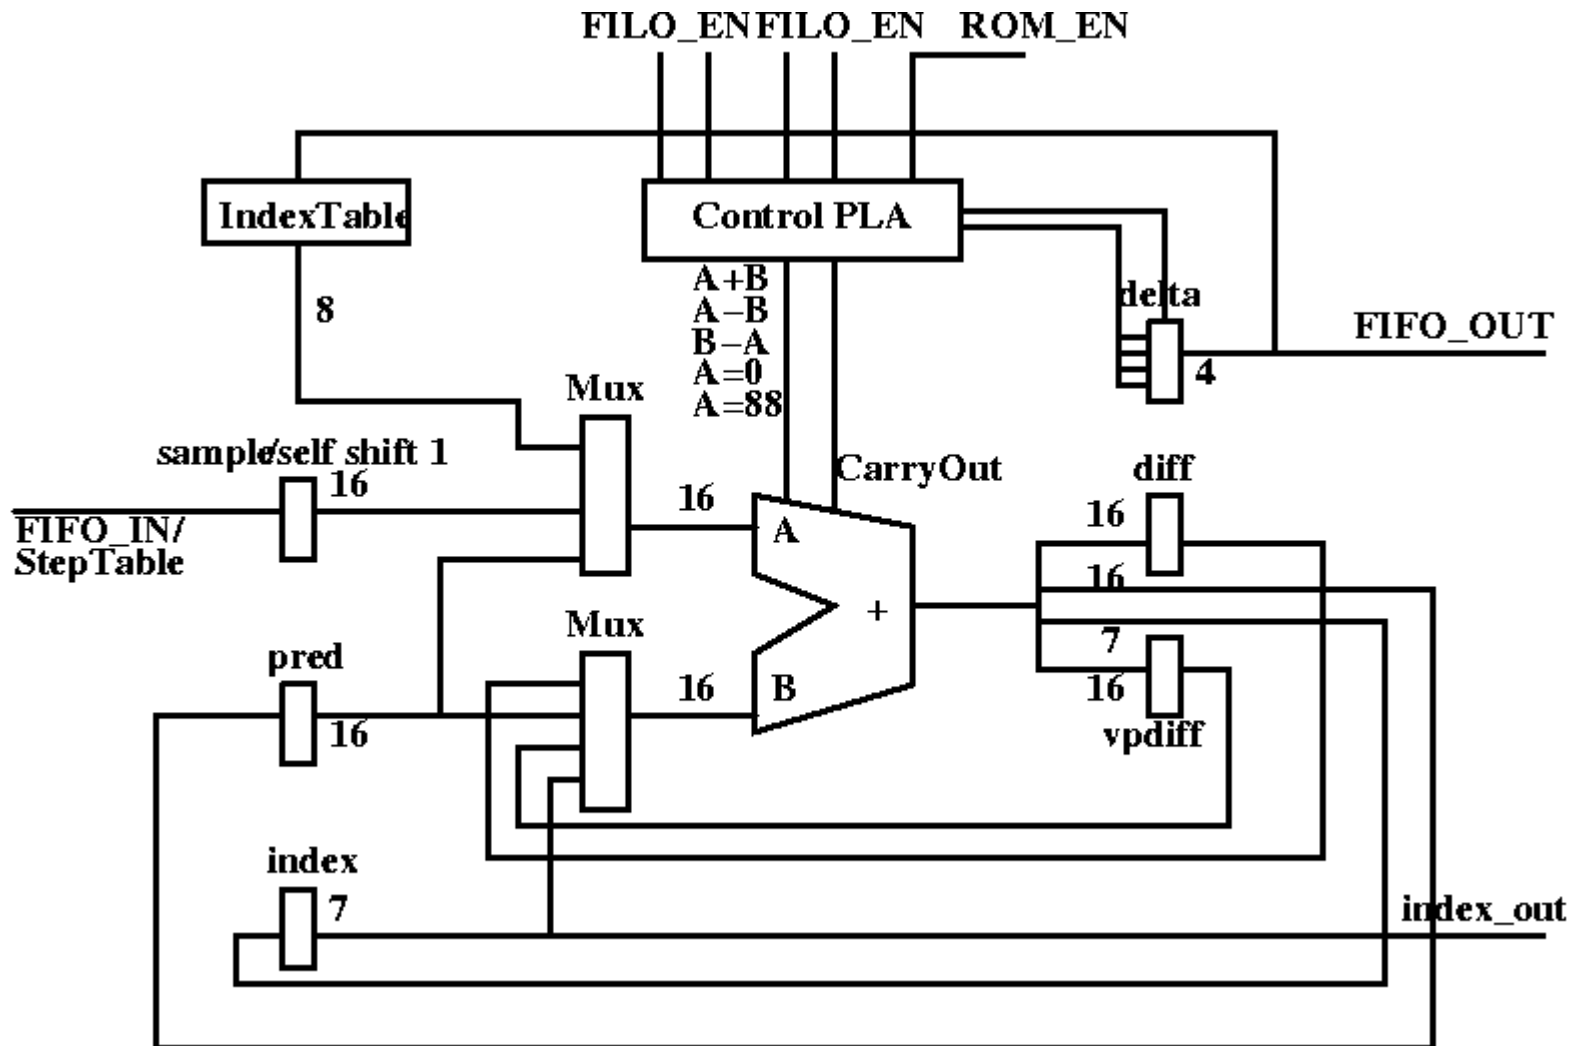 FILO_EN FILO_EN ROM_EN
IndexTable
Control PLA
A+B
A−B
B−A
A=0
A=88
8
delta
FIFO_OUT
4
Mux
sample/self shift 1
16
FIFO_IN/
StepTable
16
A
CarryOut
diff
16
16
+
7
16
vpdiff
Mux
pred
16
16
B
index
7
index_out